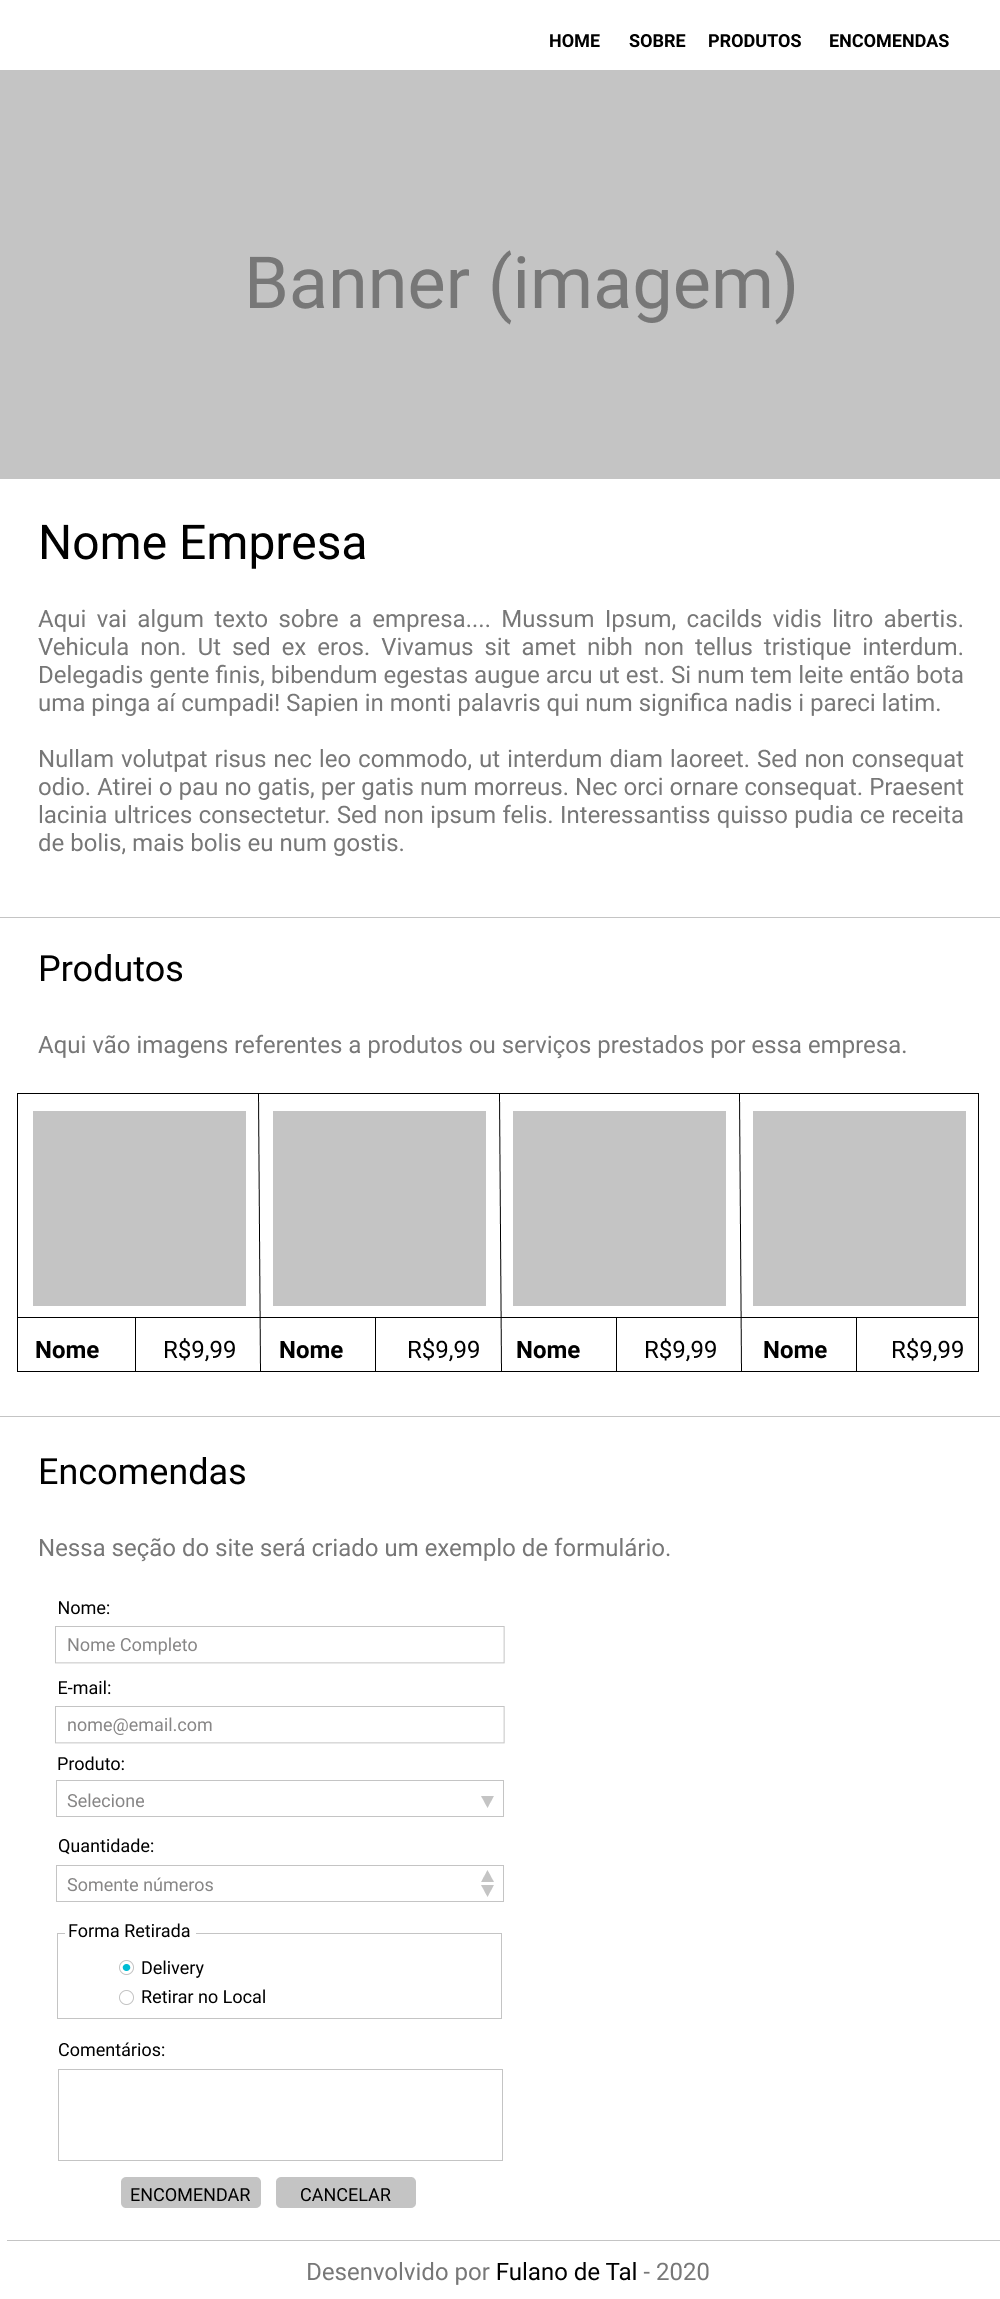 HOME SOBRE PRODUTOS ENCOMENDAS
Banner (imagem)
Nome Empresa
Aqui vai algum texto sobre a empresa.... Mussum Ipsum, cacilds vidis litro abertis.
Vehicula non. Ut sed ex eros. Vivamus sit amet nibh non tellus tristique interdum.
Delegadis gente finis, bibendum egestas augue arcu ut est. Si num tem leite então bota
uma pinga aí cumpadi! Sapien in monti palavris qui num significa nadis i pareci latim.
Nullam volutpat risus nec leo commodo, ut interdum diam laoreet. Sed non consequat
odio. Atirei o pau no gatis, per gatis num morreus. Nec orci ornare consequat. Praesent
lacinia ultrices consectetur. Sed non ipsum felis. Interessantiss quisso pudia ce receita
de bolis, mais bolis eu num gostis.
Produtos
Aqui vão imagens referentes a produtos ou serviços prestados por essa empresa.
Nome R$9,99 Nome R$9,99 Nome R$9,99 Nome R$9,99
Encomendas
Nessa seção do site será criado um exemplo de formulário.
Nome:
Nome Completo
E-mail:
nome@email.com
Produto:
Selecione
Quantidade:
Somente números
Forma Retirada
Delivery
Retirar no Local
Comentários:
ENCOMENDAR CANCELAR
Desenvolvido por Fulano de Tal - 2020